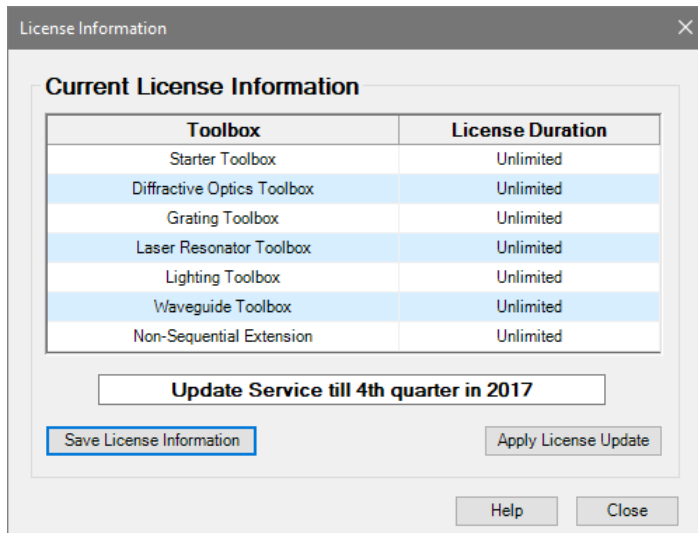 License Information
Current License Information
Toolbox License Duration
Starter Toolbox Unlimited
Diffractive Optics Toolbox Unlimited
Grating Toolbox Unlimited
Laser Resonator Toolbox Unlimited
Lighting Toolbox Unlimited
Waveguide Toolbox Unlimited
Non-Sequential Extension Unlimited
Update Service till 4th quarter in 2017
Save License Information Apply License Update
Help Close